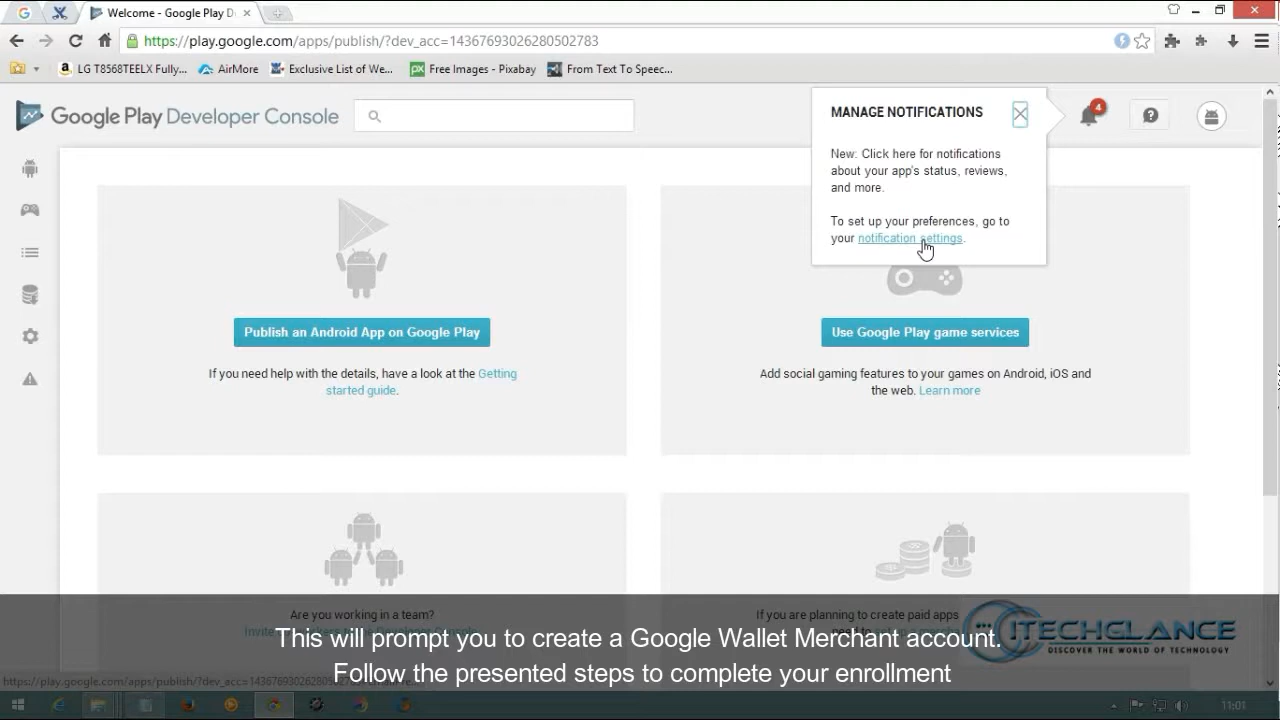 Welcome - Google Play D
https://play.google.com/apps/publish/?dev_acc=14367693026280502783
LG T8568TEELX Fully...
AirMore
Exclusive List of We...
Free Images - Pixabay
From Text To Speec...
Google Play Developer Console
MANAGE NOTIFICATIONS
4
New: Click here for notifications
about your app's status, reviews,
and more.
To set up your preferences, go to
your notification settings.
Publish an Android App on Google Play
If you need help with the details, have a look at the Getting
started guide.
Use Google Play game services
Add social gaming features to your games on Android, iOS and
the web. Learn more
Are you working in a team?
If you are planning to create paid apps
This will prompt you to create a Google Wallet Merchant account.
Follow the presented steps to complete your enrollment
ITECHGLANCE
DISCOVER THE WORLD OF TECHNOLOGY
11:01